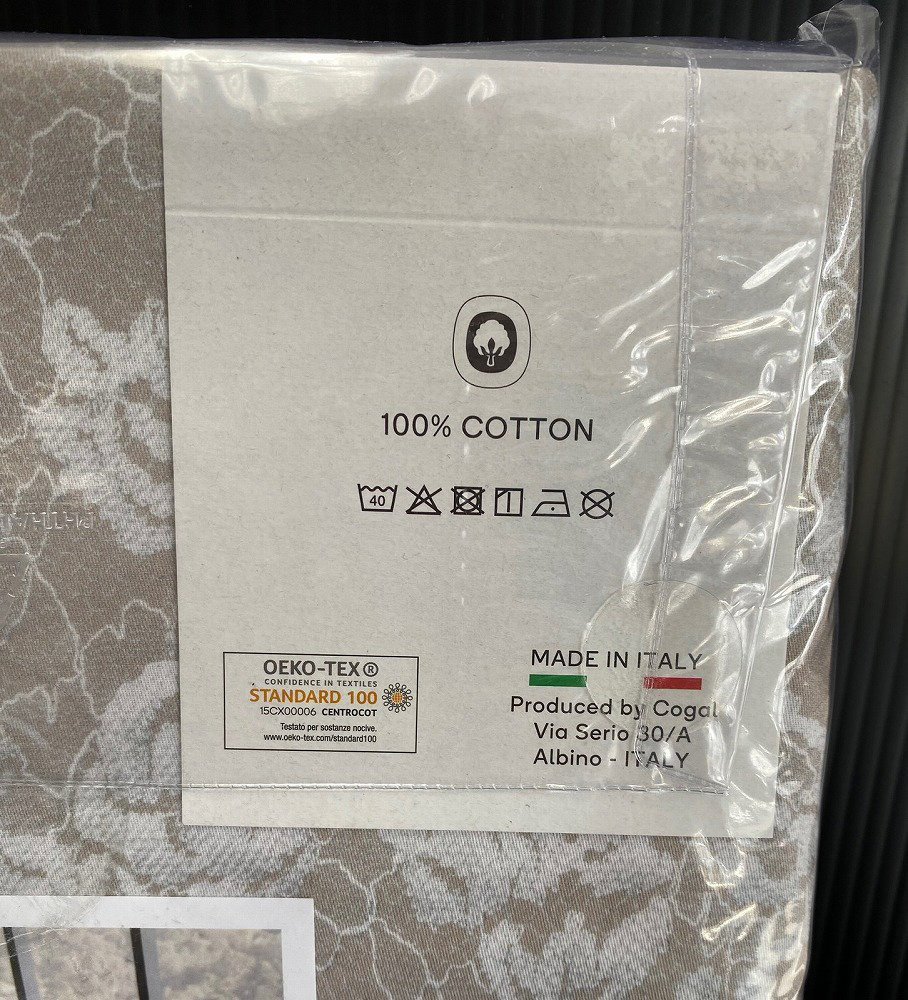 100% COTTON
40
OEKO-TEX®
CONFIDENCE IN TEXTILES
STANDARD 100
15CX00006 CENTROCOT
Testato per sostanze nocive.
www.oeko-tex.com/standard100
MADE IN ITALY
Produced by Cogal
Via Serio 30/A
Albino - ITALY